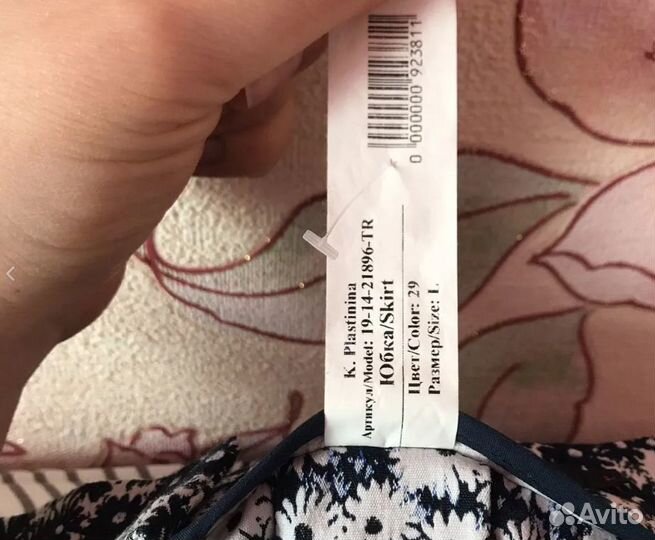 K. Plastinina
Артикул/Model: 19-14-21896-TR
Юбка/Skirt
Цвет/Color: 29
Размер/Size: L
0 000000 923811
Avito